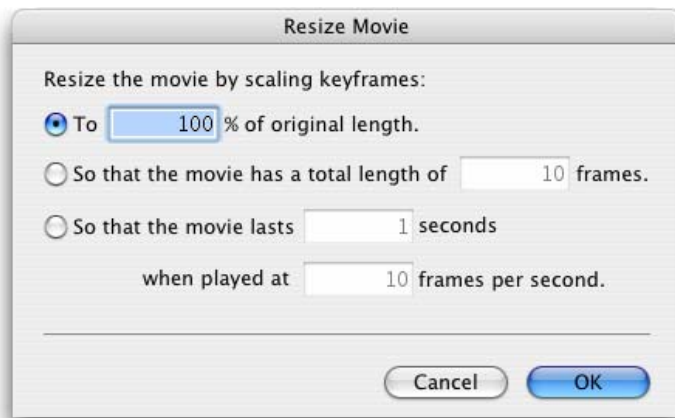 Resize Movie
Resize the movie by scaling keyframes:
To 100 % of original length.
So that the movie has a total length of 10 frames.
So that the movie lasts 1 seconds
when played at 10 frames per second.
Cancel OK